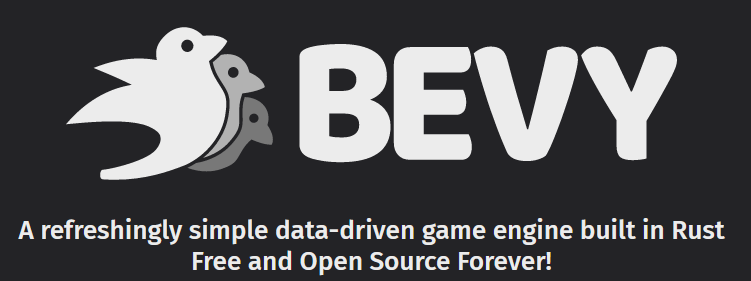 BEVY
A refreshingly simple data-driven game engine built in Rust
Free and Open Source Forever!